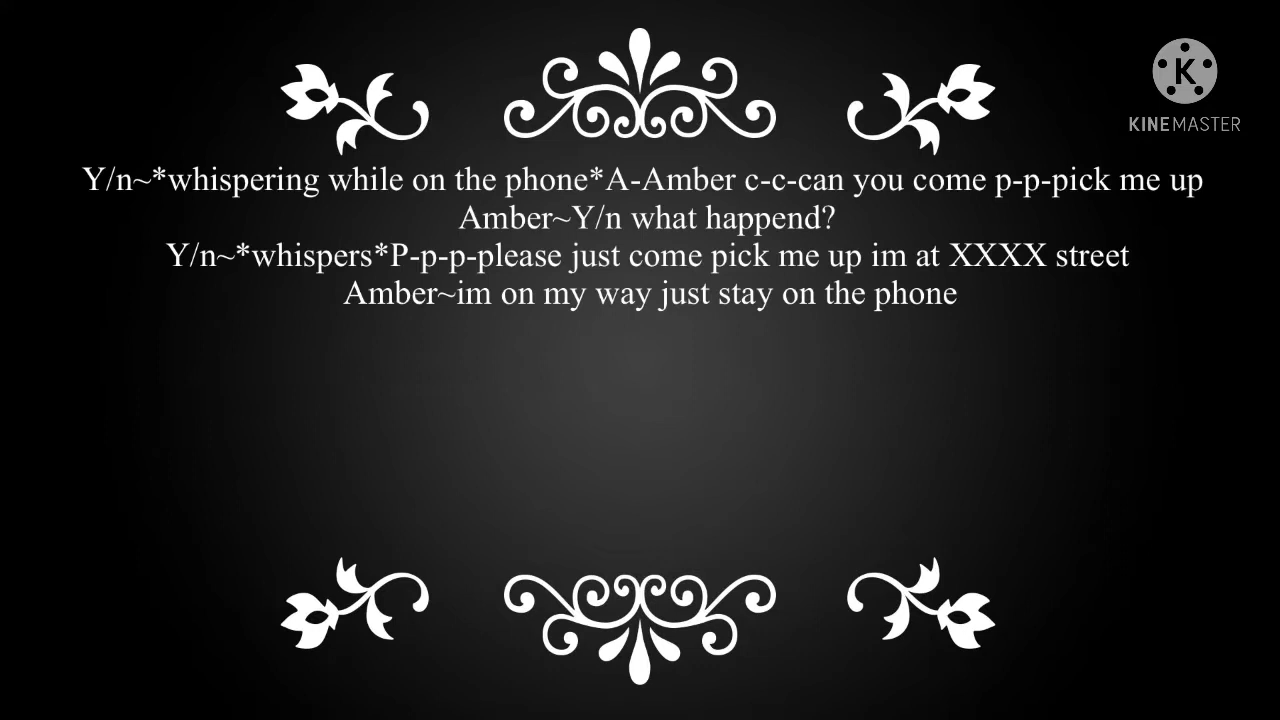 KINEMASTER
Y/n~*whispering while on the phone*A-Amber c-c-can you come p-p-pick me up
Amber~Y/n what happend?
Y/n~*whispers*P-p-p-please just come pick me up im at XXXX street
Amber~im on my way just stay on the phone